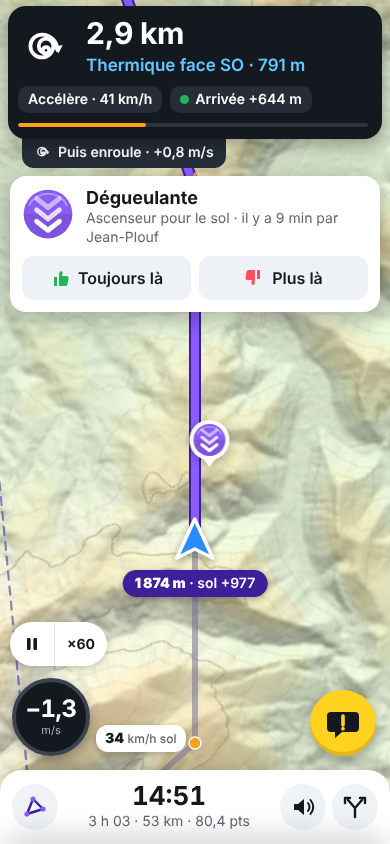 2,9 km
Thermique face SO · 791 m
Accélère · 41 km/h
Arrivée +644 m
Puis enroule · +0,8 m/s
Dégueulante
Ascenseur pour le sol · il y a 9 min par
Jean-Plouf
Toujours là
Plus là
1 874 m · sol +977
×60
−1,3
m/s
34 km/h sol
14:51
3 h 03 · 53 km · 80,4 pts